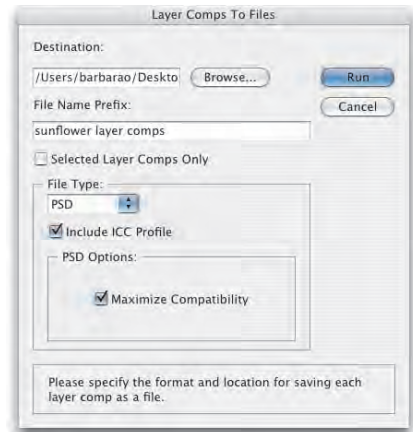 Layer Comps To Files
Destination:
/Users/barbarao/Deskto
Browse...
Run
File Name Prefix:
Cancel
sunflower layer comps
Selected Layer Comps Only
File Type:
PSD
Include ICC Profile
PSD Options:
Maximize Compatibility
Please specify the format and location for saving each
layer comp as a file.